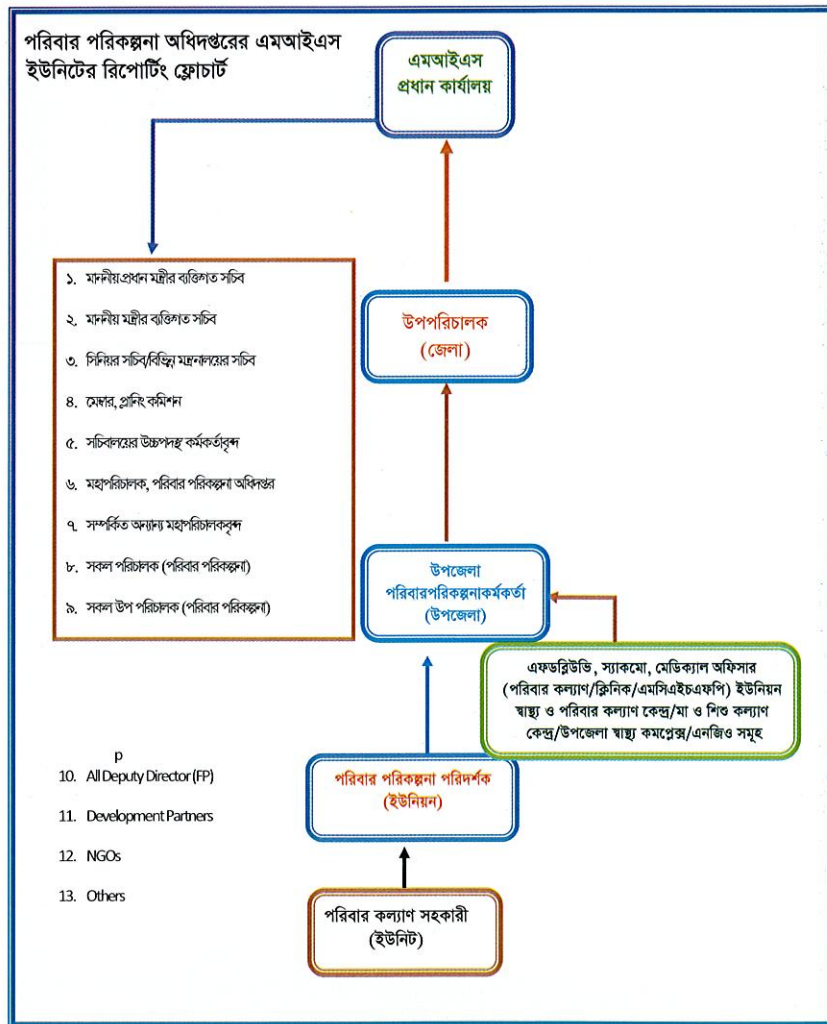 পরিবার পরিকল্পনা অধিদপ্তরের এমআইএস
ইউনিটের রিপোর্টিং ফ্লোচার্ট
এমআইএস
প্রধান কার্যালয়
১. মাননীয় প্রধান মন্ত্রীর ব্যক্তিগত সচিব
২. মাননীয় মন্ত্রীর ব্যক্তিগত সচিব
৩. সিনিয়র সচিব/বিভিন্ন মন্ত্রনালয়ের সচিব
৪. মেম্বর, প্লানিং কমিশন
৫. সচিবালয়ের উচ্চপদস্থ কর্মকর্তাবৃন্দ
৬. মহাপরিচালক, পরিবার পরিকল্পনা অধিদপ্তর
৭. সম্পর্কিত অন্যান্য মহাপরিচালকবৃন্দ
৮. সকল পরিচালক (পরিবার পরিকল্পনা)
৯. সকল উপ পরিচালক (পরিবার পরিকল্পনা)
উপপরিচালক
(জেলা)
উপজেলা
পরিবারপরিকল্পনাকর্মকর্তা
(উপজেলা)
এফডব্লিউভি, স্যাকমো, মেডিক্যাল অফিসার
(পরিবার কল্যাণ/ক্লিনিক/এমসিএইচএফপি) ইউনিয়ন
স্বাস্থ্য ও পরিবার কল্যাণ কেন্দ্র/মা ও শিশু কল্যাণ
কেন্দ্র/উপজেলা স্বাস্থ্য কমপ্লেক্স/এনজিও সমূহ
p
10. All Deputy Director (FP)
11. Development Partners
12. NGOs
13. Others
পরিবার পরিকল্পনা পরিদর্শক
(ইউনিয়ন)
পরিবার কল্যাণ সহকারী
(ইউনিট)